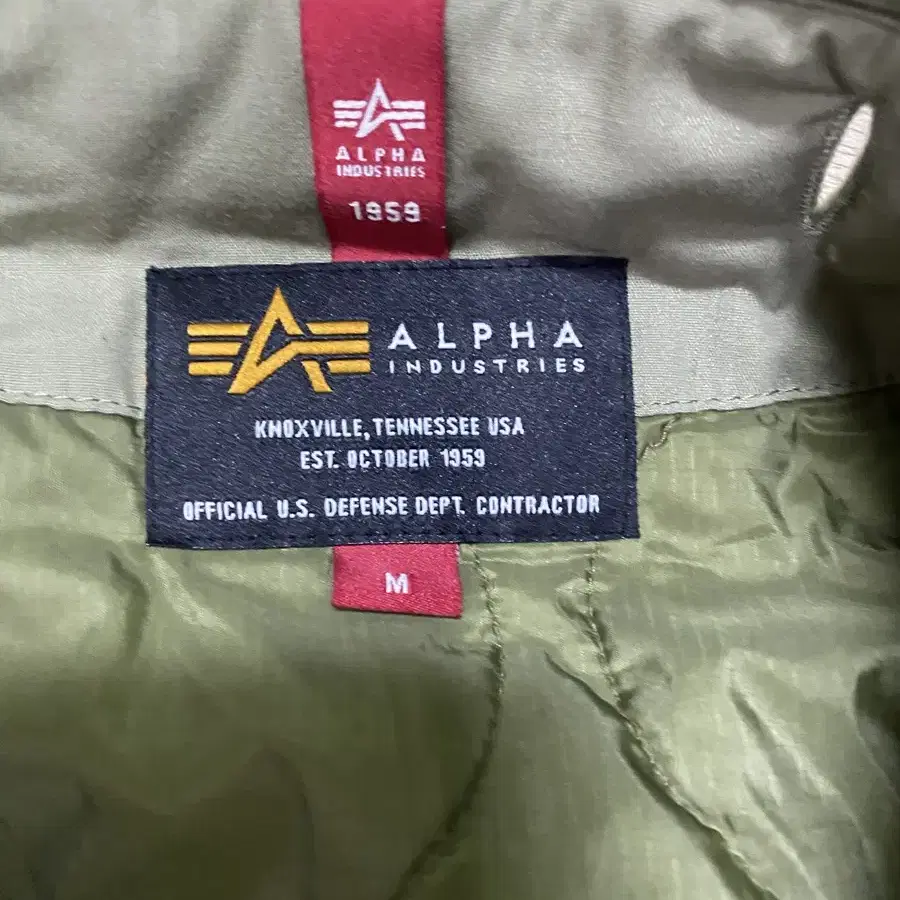 ALPHA
INDUSTRIES
1959
ALPHA
INDUSTRIES
KNOXVILLE, TENNESSEE USA
EST. OCTOBER 1959
OFFICIAL U.S. DEFENSE DEPT. CONTRACTOR
M